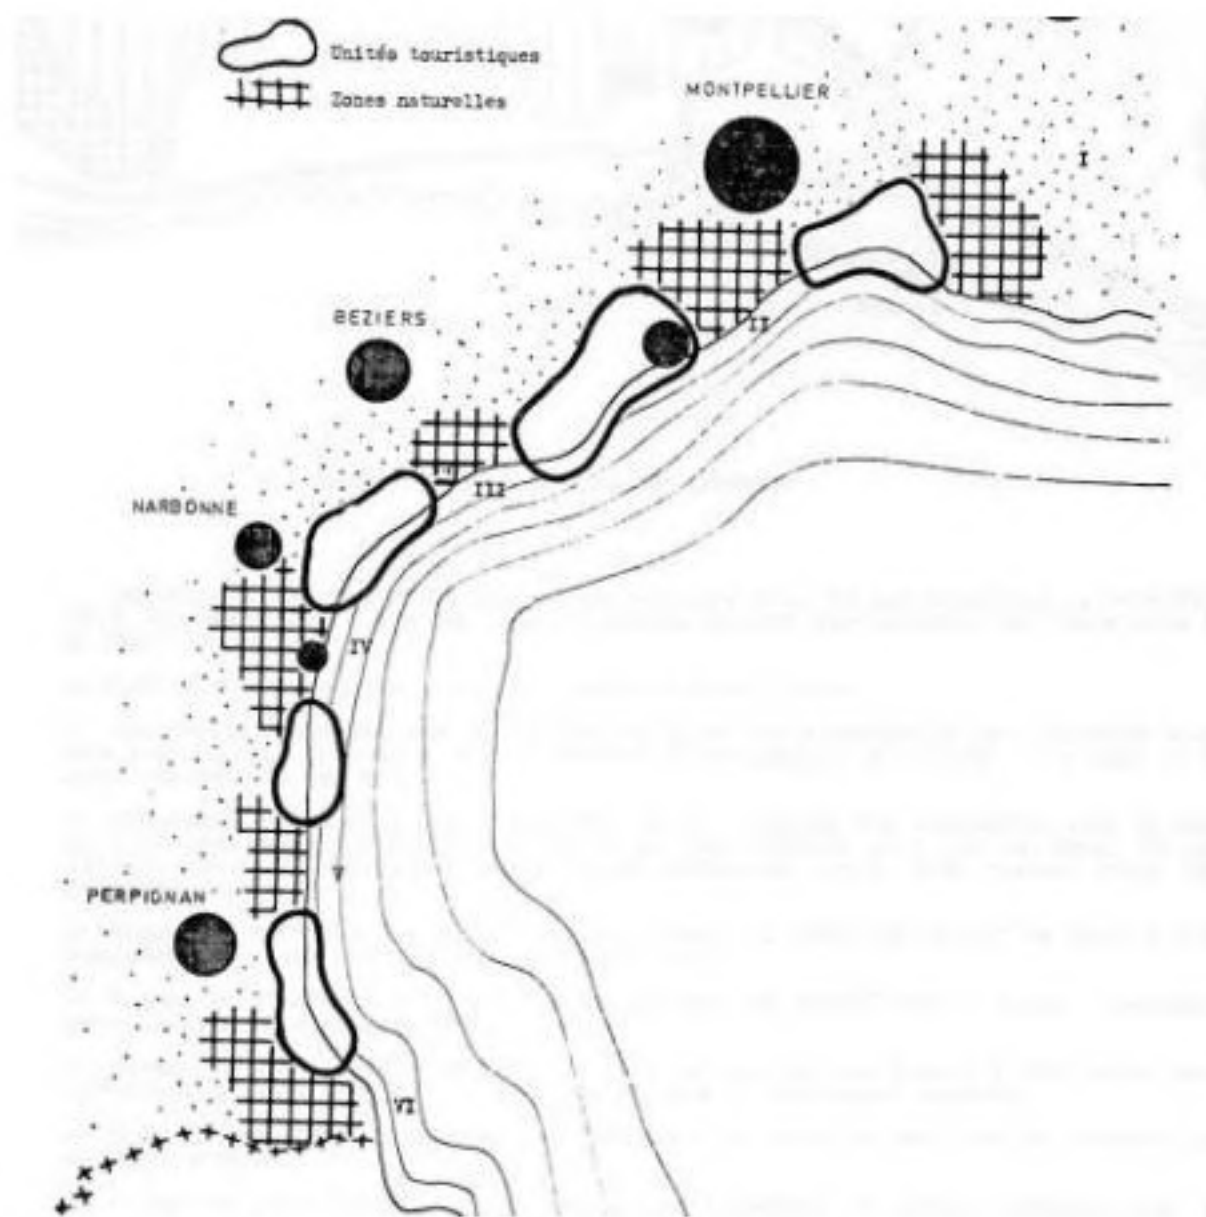 Unités touristiques
Zones naturelles
MONTPELLIER
I
II
BEZIERS
III
NARBONNE
IV
V
PERPIGNAN
VI